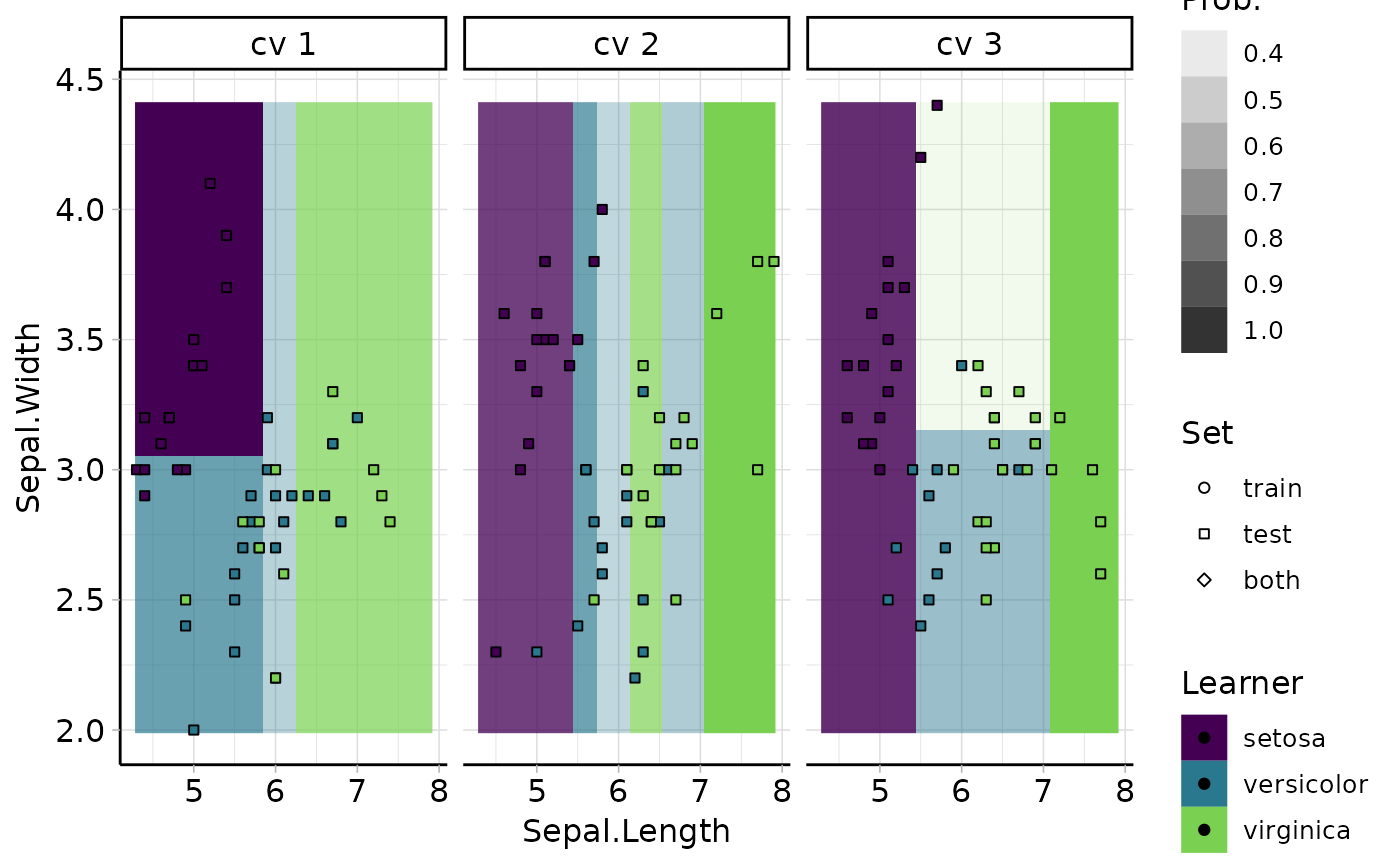 cv 1
cv 2
cv 3
4.5
4.0
3.5
3.0
2.5
2.0
Sepal.Width
5 6 7 8
5 6 7 8
5 6 7 8
Sepal.Length
Prob.
0.4
0.5
0.6
0.7
0.8
0.9
1.0
Set
train
test
both
Learner
setosa
versicolor
virginica